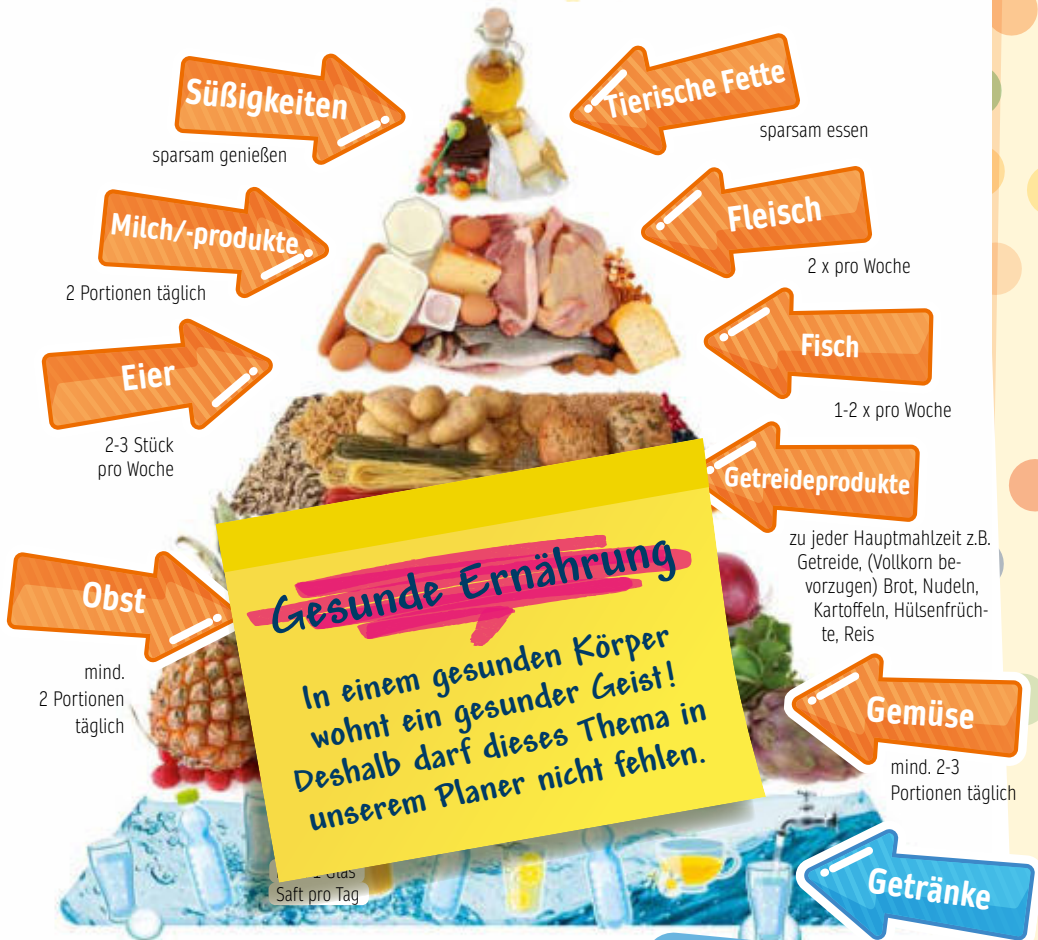 Süßigkeiten
sparsam genießen
Tierische Fette
sparsam essen
Milch/-produkte
2 Portionen täglich
Fleisch
2 x pro Woche
Eier
2-3 Stück
pro Woche
Fisch
1-2 x pro Woche
Getreideprodukte
zu jeder Hauptmahlzeit z.B.
Getreide, (Vollkorn be-
vorzugen) Brot, Nudeln,
Kartoffeln, Hülsenfrüch-
te, Reis
Obst
mind.
2 Portionen
täglich
Gesunde Ernährung
In einem gesunden Körper
wohnt ein gesunder Geist!
Deshalb darf dieses Thema in
unserem Planer nicht fehlen.
Gemüse
mind. 2-3
Portionen täglich
1 Glas
Saft pro Tag
Getränke